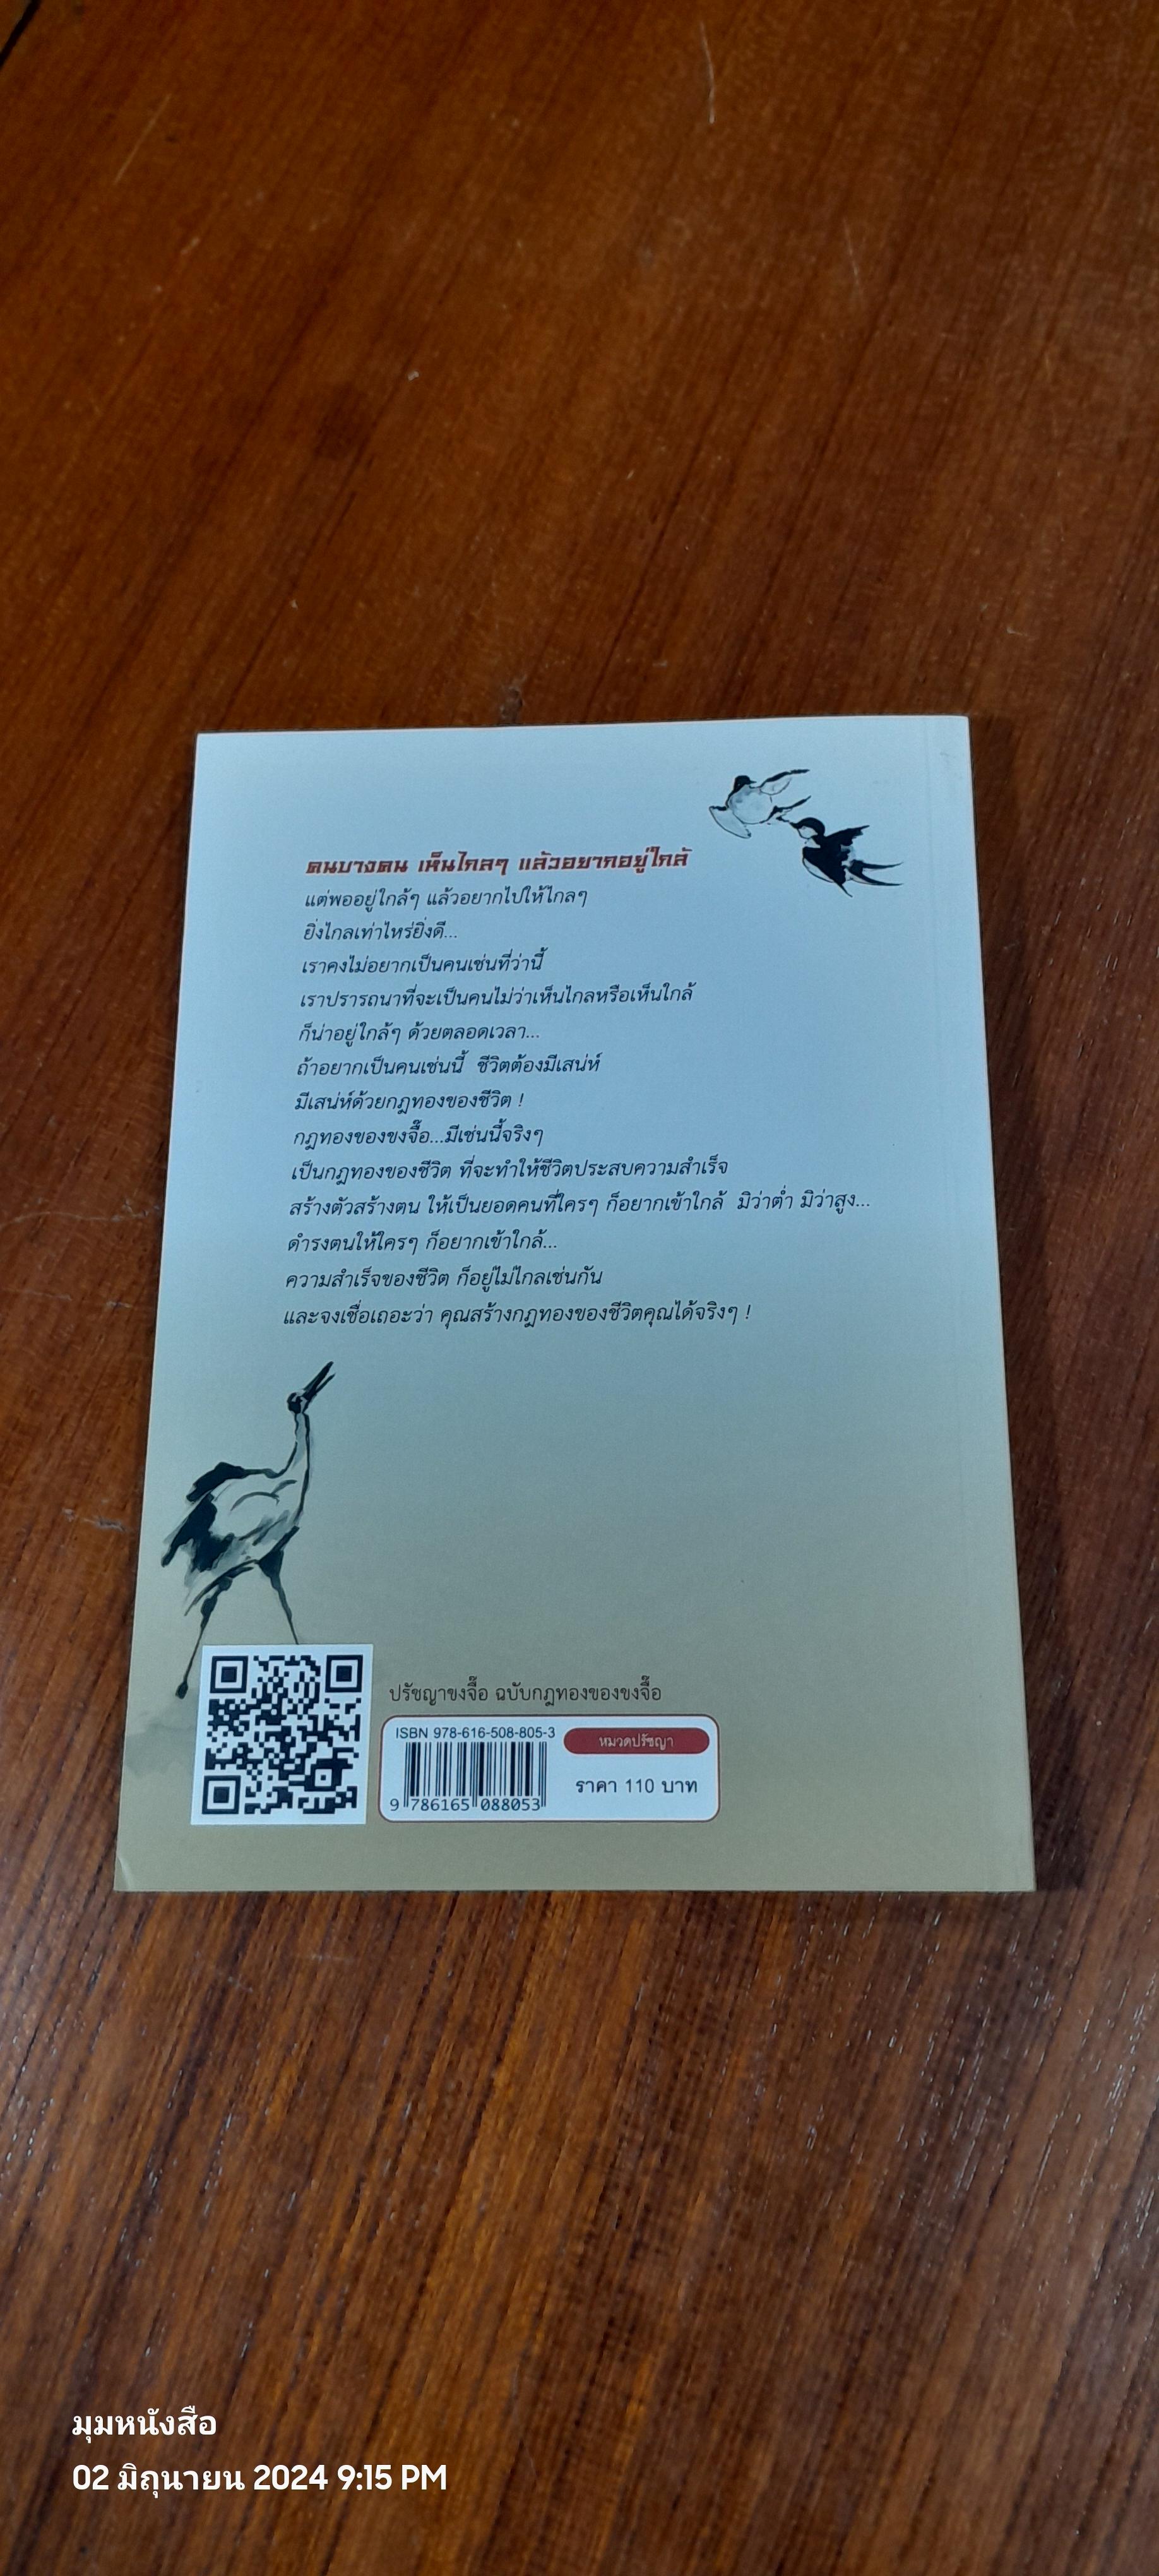 คนบางคน เห็นไกลๆ แล้วอยากอยู่ใกล้
แต่พออยู่ใกล้ๆ แล้วอยากไปให้ไกลๆ
ยิ่งไกลเท่าไหร่ยิ่งดี...
เราคงไม่อยากเป็นคนเช่นที่ว่านี้
เราปรารถนาที่จะเป็นคนไม่ว่าเห็นไกลหรือเห็นใกล้
ก็น่าอยู่ใกล้ๆ ด้วยตลอดเวลา...
ถ้าอยากเป็นคนเช่นนี้ ชีวิตต้องมีเสน่ห์
มีเสน่ห์ด้วยกฎทองของชีวิต !
กฎทองของขงจื๊อ...มีเช่นนี้จริงๆ
เป็นกฎทองของชีวิต ที่จะทำให้ชีวิตประสบความสำเร็จ
สร้างตัวสร้างตน ให้เป็นยอดคนที่ใครๆ ก็อยากเข้าใกล้ มิว่าต่ำ มิว่าสูง...
ดำรงตนให้ใครๆ ก็อยากเข้าใกล้...
ความสำเร็จของชีวิต ก็อยู่ไม่ไกลเช่นกัน
และจงเชื่อเถอะว่า คุณสร้างกฎทองของชีวิตคุณได้จริงๆ !
ปรัชญาขงจื๊อ ฉบับกฎทองของขงจื๊อ
ISBN 978-616-508-805-3
หมวดปรัชญา
ราคา 110 บาท
9 786165 088053
มุมหนังสือ
02 มิถุนายน 2024 9:15 PM